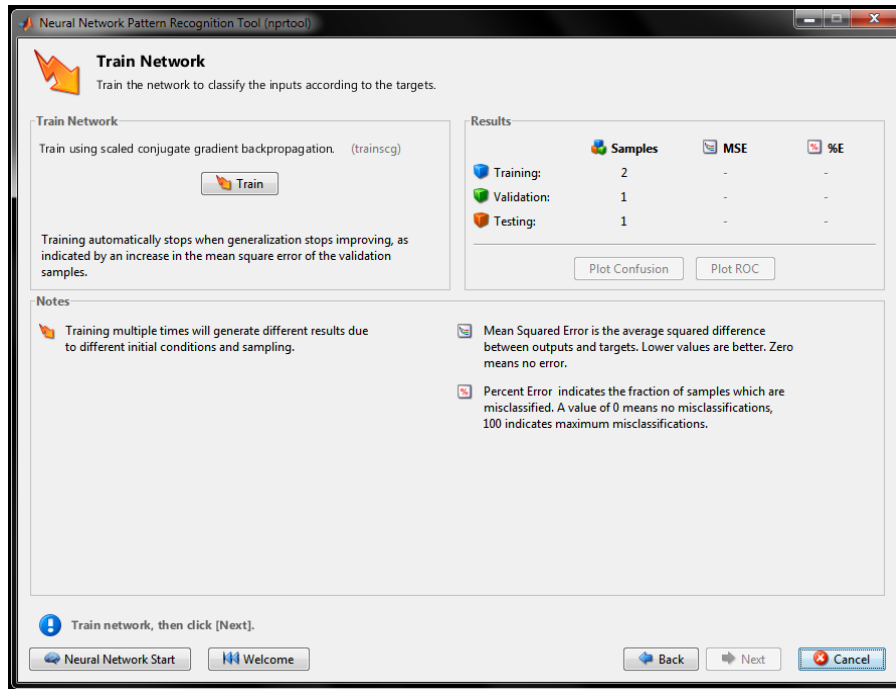 Neural Network Pattern Recognition Tool (nprtool)
Train Network
Train the network to classify the inputs according to the targets.
Train Network
Train using scaled conjugate gradient backpropagation. (trainscg)
Train
Training automatically stops when generalization stops improving, as
indicated by an increase in the mean square error of the validation
samples.
Results
Samples MSE %E
Training: 2 - -
Validation: 1 - -
Testing: 1 - -
Plot Confusion Plot ROC
Notes
Training multiple times will generate different results due
to different initial conditions and sampling.
Mean Squared Error is the average squared difference
between outputs and targets. Lower values are better. Zero
means no error.
Percent Error indicates the fraction of samples which are
misclassified. A value of 0 means no misclassifications,
100 indicates maximum misclassifications.
Train network, then click [Next].
Neural Network Start Welcome Back Next Cancel